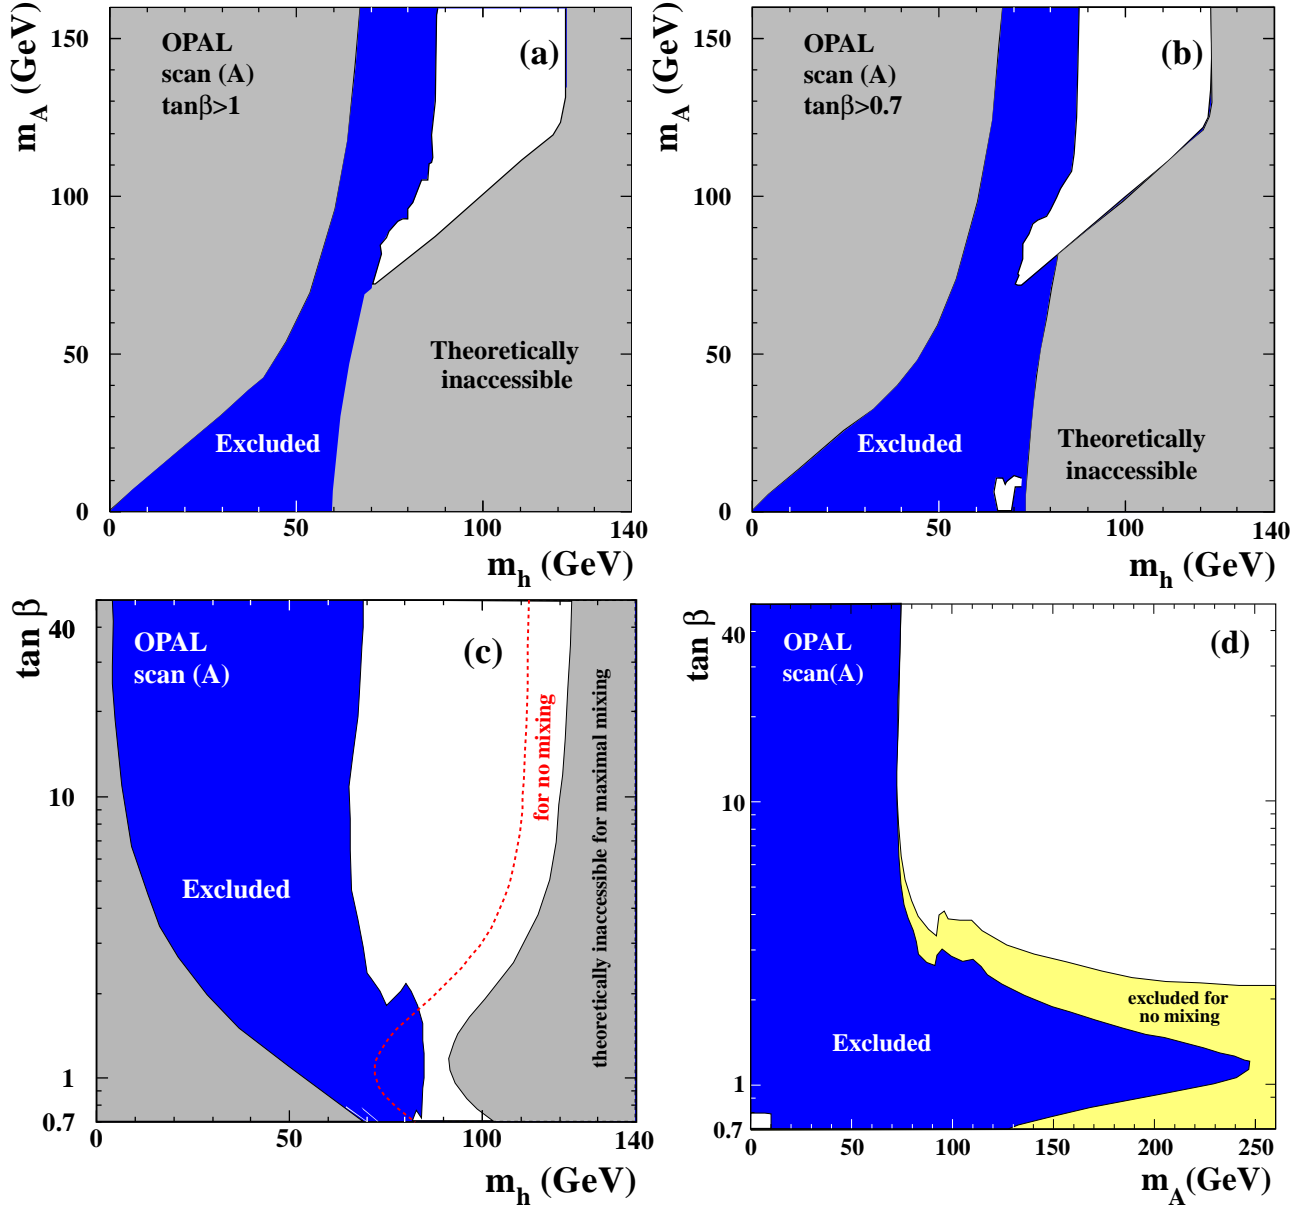 m_A (GeV)
150
100
50
0
OPAL
scan (A)
tanβ>1
(a)
Theoretically
inaccessible
Excluded
0
50
100
140
m_h (GeV)
m_A (GeV)
150
100
50
0
OPAL
scan (A)
tanβ>0.7
(b)
Excluded
Theoretically
inaccessible
0
50
100
140
m_h (GeV)
tan β
40
10
1
0.7
OPAL
scan (A)
(c)
Excluded
for no mixing
theoretically inaccessible for maximal mixing
0
50
100
140
m_h (GeV)
tan β
40
10
1
0.7
OPAL
scan(A)
(d)
excluded for
no mixing
Excluded
0
50
100
150
200
250
m_A(GeV)